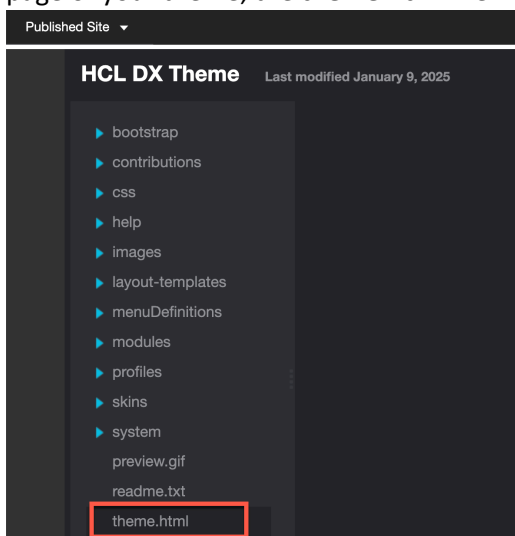 Published Site
HCL DX Theme Last modified January 9, 2025
bootstrap
contributions
css
help
images
layout-templates
menuDefinitions
modules
profiles
skins
system
preview.gif
readme.txt
theme.html